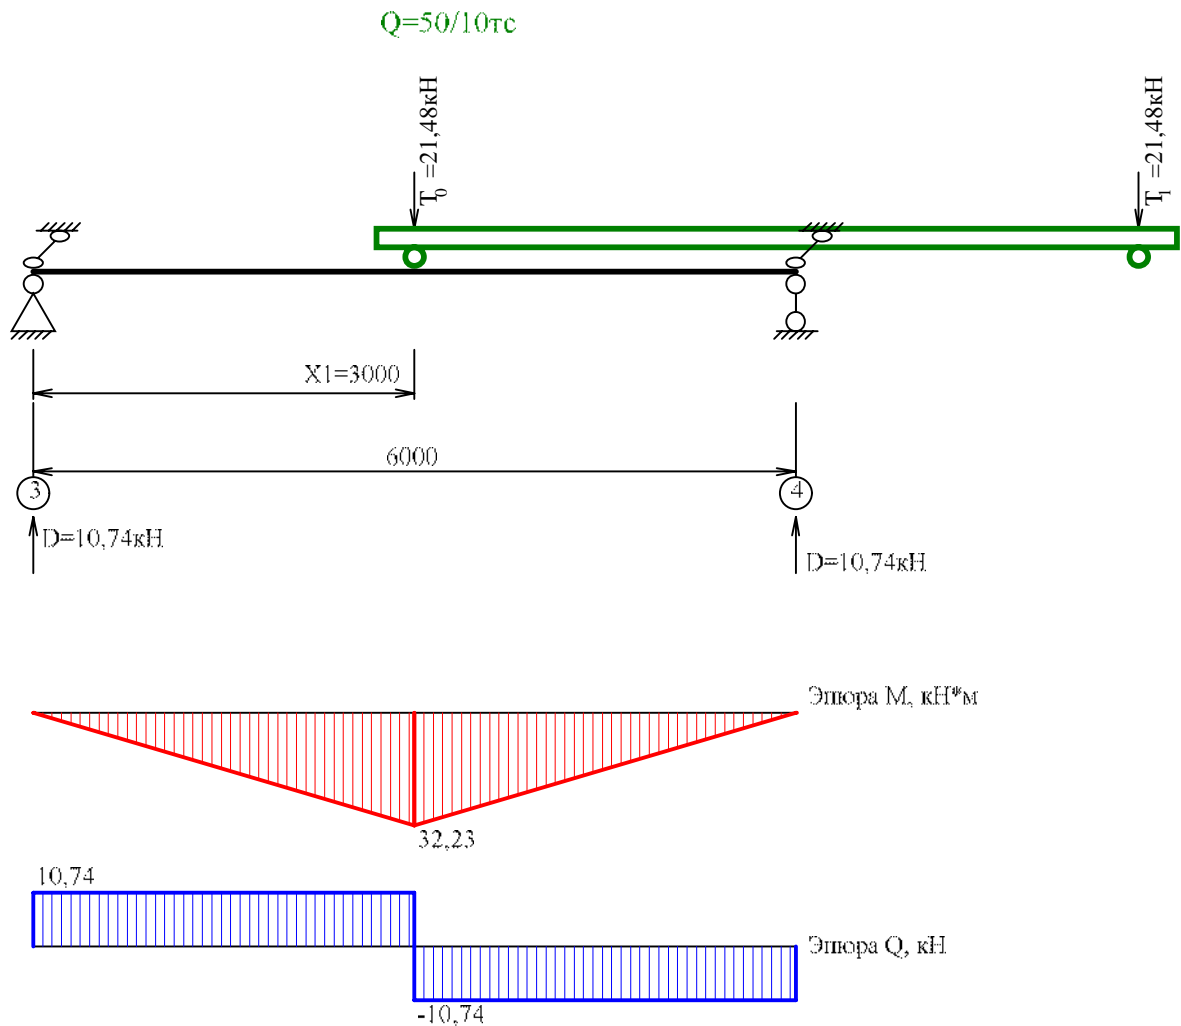 Q=50/10тс
T0 =21,48кН
T1 =21,48кН
X1=3000
6000
3
4
D=10,74кН
D=10,74кН
Эпюра M, кН*м
32,23
10,74
Эпюра Q, кН
-10,74